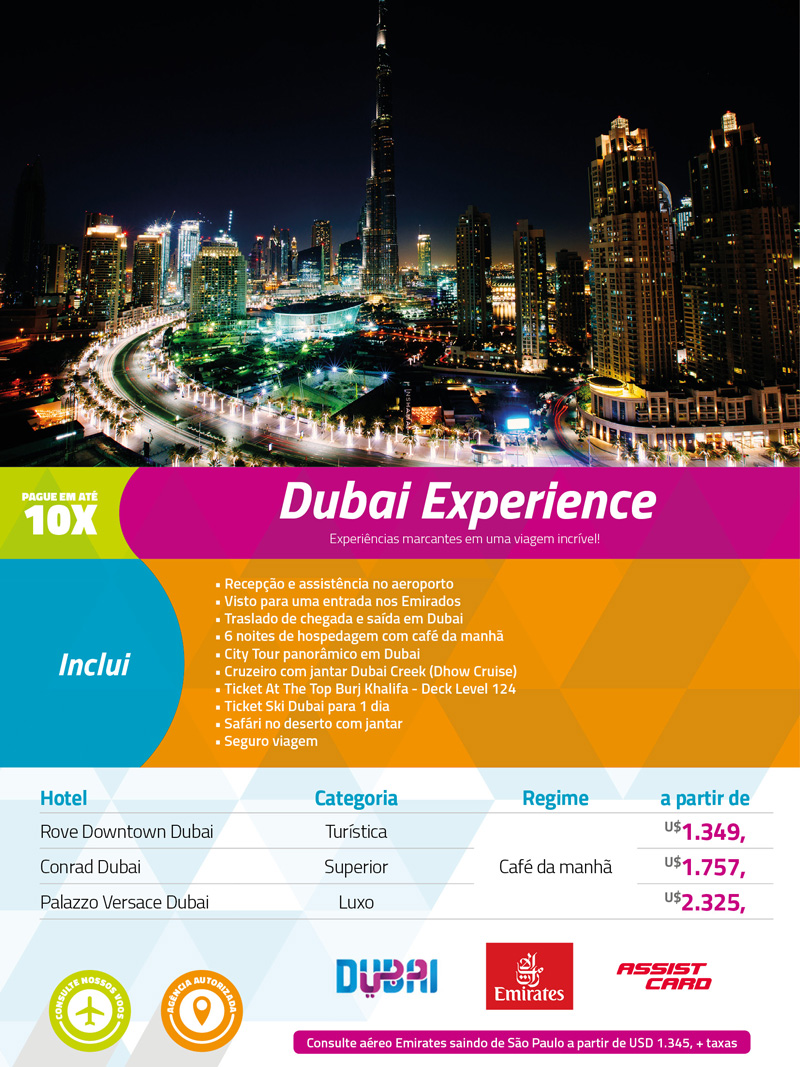 PAGUE EM ATÉ
10X
Dubai Experience
Experiências marcantes em uma viagem incrível!
Inclui
• Recepção e assistência no aeroporto
• Visto para uma entrada nos Emirados
• Traslado de chegada e saída em Dubai
• 6 noites de hospedagem com café da manhã
• City Tour panorâmico em Dubai
• Cruzeiro com jantar Dubai Creek (Dhow Cruise)
• Ticket At The Top Burj Khalifa - Deck Level 124
• Ticket Ski Dubai para 1 dia
• Safári no deserto com jantar
• Seguro viagem
Hotel Categoria Regime a partir de
Rove Downtown Dubai Turística U$1.349,
Conrad Dubai Superior Café da manhã U$1.757,
Palazzo Versace Dubai Luxo U$2.325,
CONSULTE NOSSOS VOOS
AGÊNCIA AUTORIZADA
DUBAI
Emirates
ASSIST
CARD
Consulte aéreo Emirates saindo de São Paulo a partir de USD 1.345, + taxas